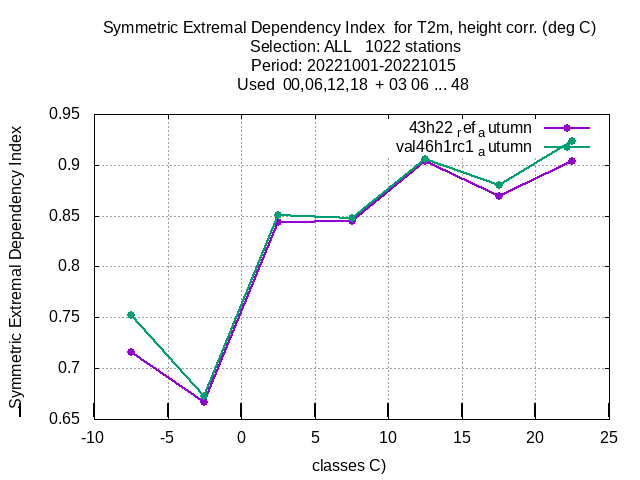 Symmetric Extremal Dependency Index  for T2m, height corr. (deg C)
Selection: ALL   1022 stations
Period: 20221001-20221015
Used  00,06,12,18  + 03 06 ... 48
0.95
0.9
0.85
0.8
0.75
0.7
0.65
-10
-5
0
5
10
15
20
25
Symmetric Extremal Dependency Index
classes C)
43h22 ref autumn
val46h1rc1 autumn